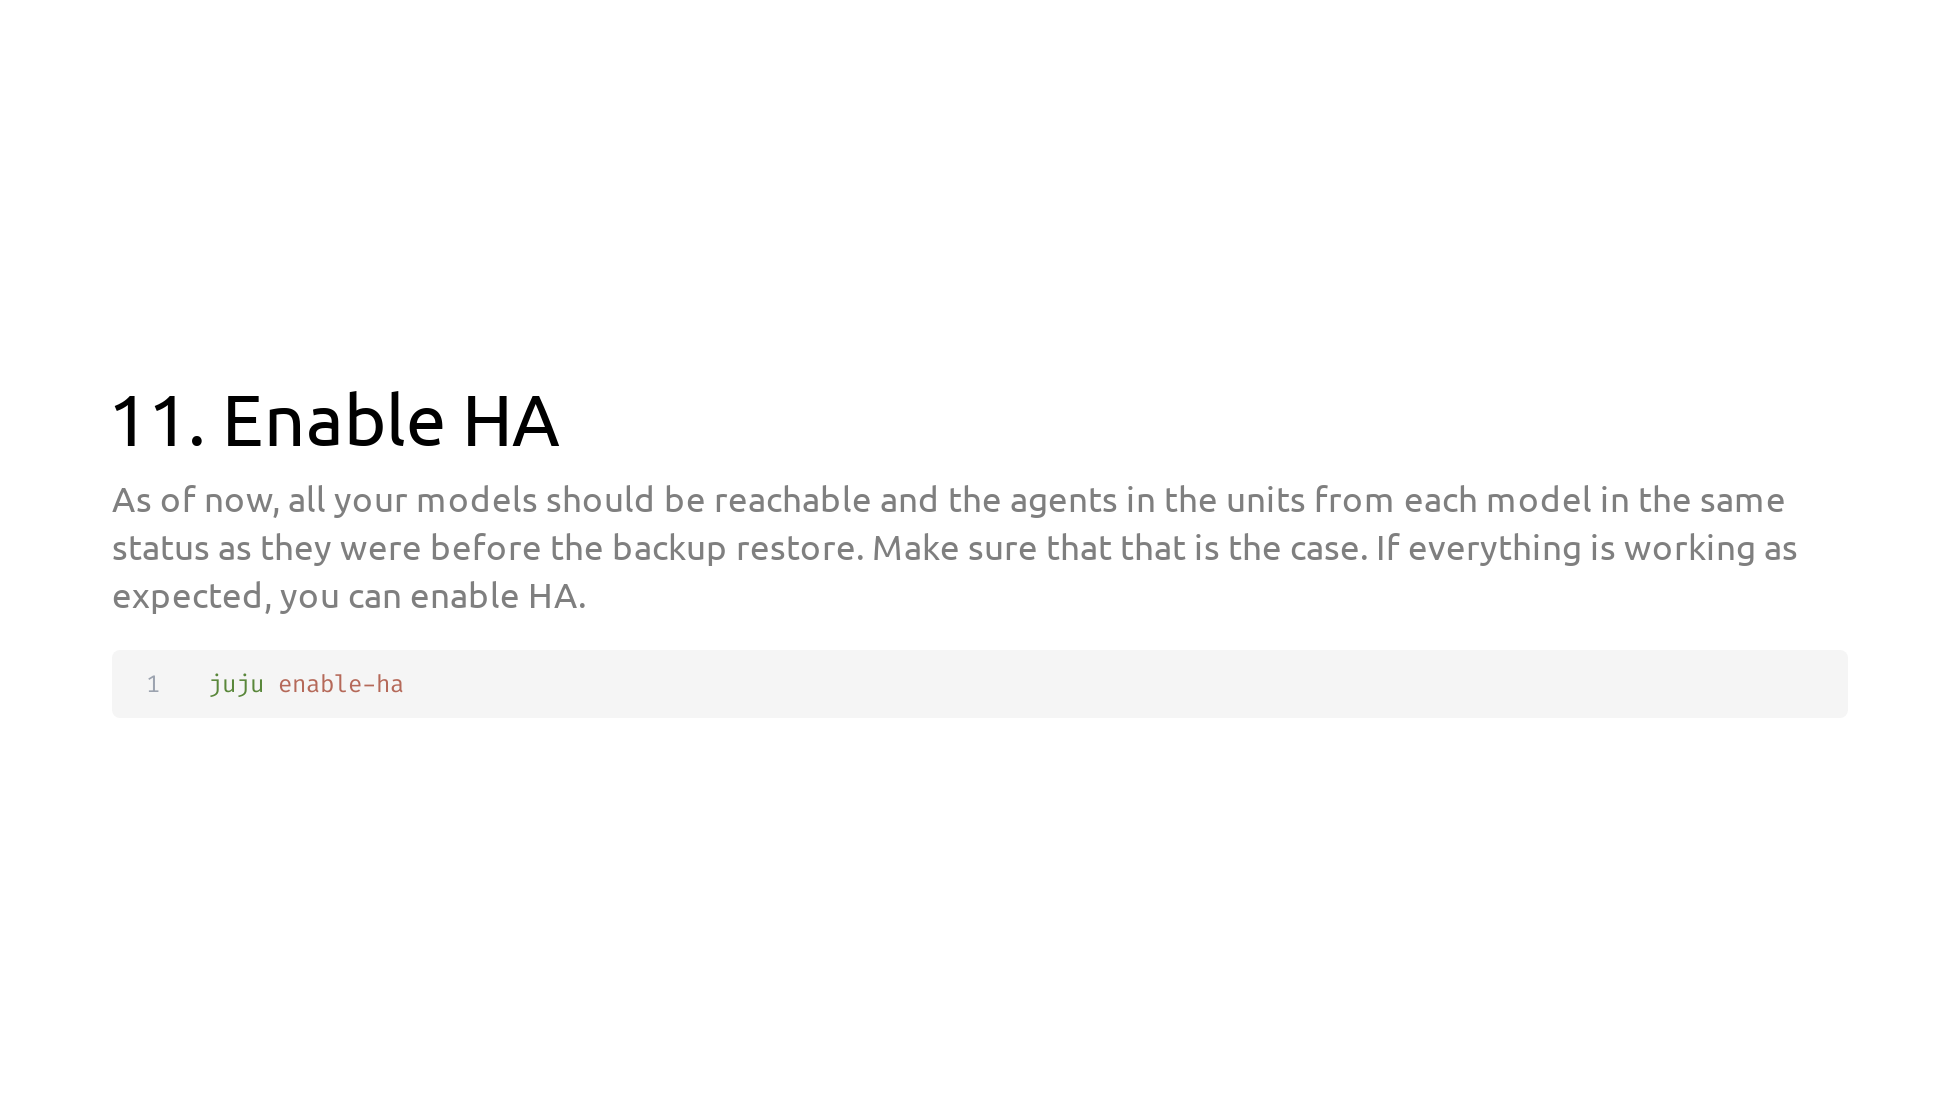 11. Enable HA
As of now, all your models should be reachable and the agents in the units from each model in the same
status as they were before the backup restore. Make sure that that is the case. If everything is working as
expected, you can enable HA.
1 juju enable-ha